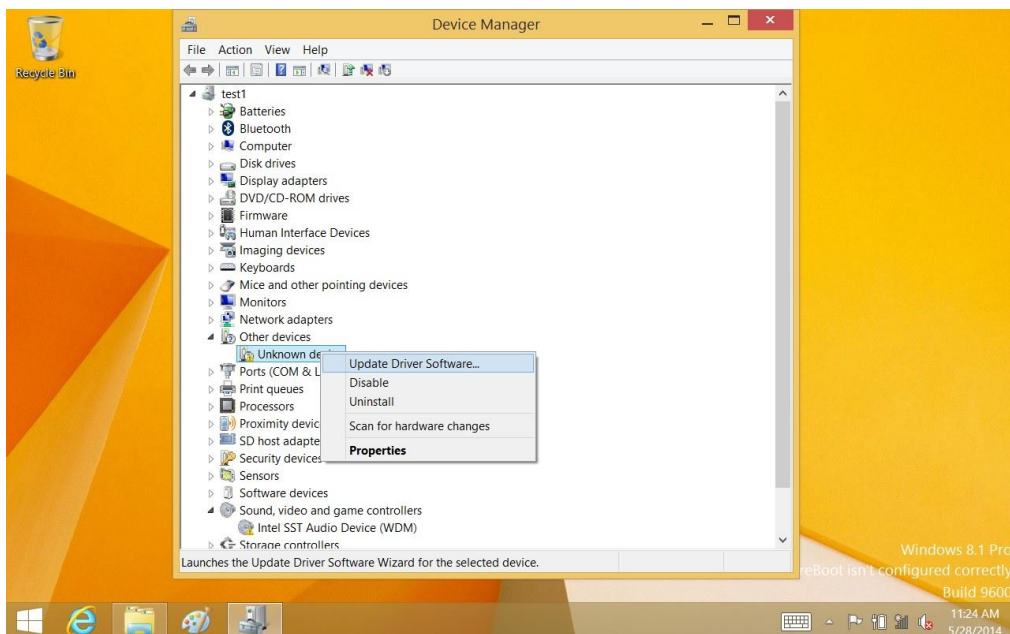 Recycle Bin
Device Manager
File Action View Help
test1
Batteries
Bluetooth
Computer
Disk drives
Display adapters
DVD/CD-ROM drives
Firmware
Human Interface Devices
Imaging devices
Keyboards
Mice and other pointing devices
Monitors
Network adapters
Other devices
Unknown de
Update Driver Software...
Ports (COM & L
Disable
Print queues
Uninstall
Processors
Proximity devic
Scan for hardware changes
SD host adapte
Properties
Security devices
Sensors
Software devices
Sound, video and game controllers
Intel SST Audio Device (WDM)
Storage controllers
Launches the Update Driver Software Wizard for the selected device.
Windows 8.1 Pro
reBoot isn't configured correctly
Build 9600
11:24 AM
5/28/2014